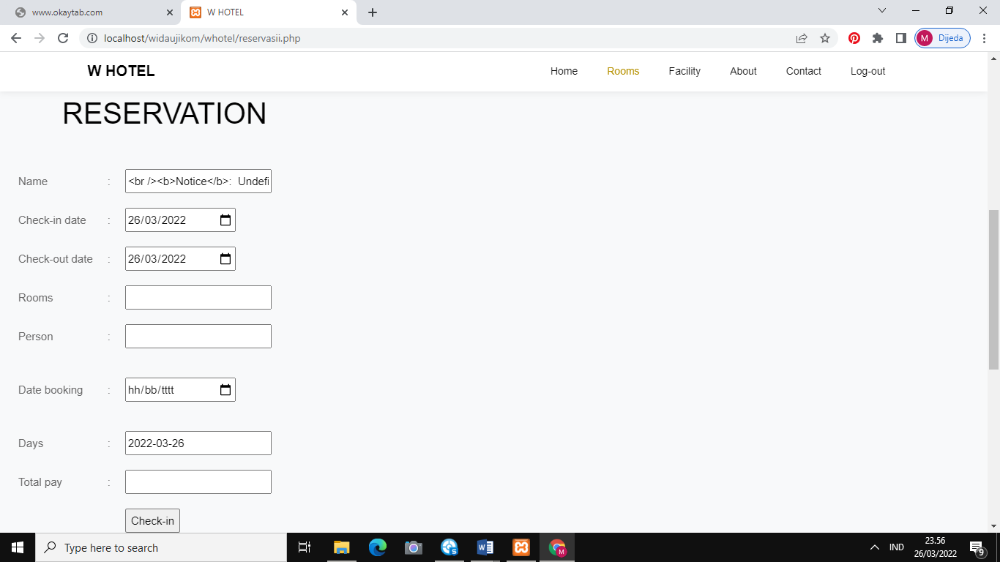 www.okaytab.com
W HOTEL
localhost/widaujikom/whotel/reservasii.php
M Dijeda
W HOTEL
Home
Rooms
Facility
About
Contact
Log-out
RESERVATION
Name : <br /><b>Notice</b>: Undefi
Check-in date : 26/03/2022
Check-out date : 26/03/2022
Rooms :
Person :
Date booking : hh/bb/tttt
Days : 2022-03-26
Total pay :
Check-in
Type here to search
IND
23.56
26/03/2022
9